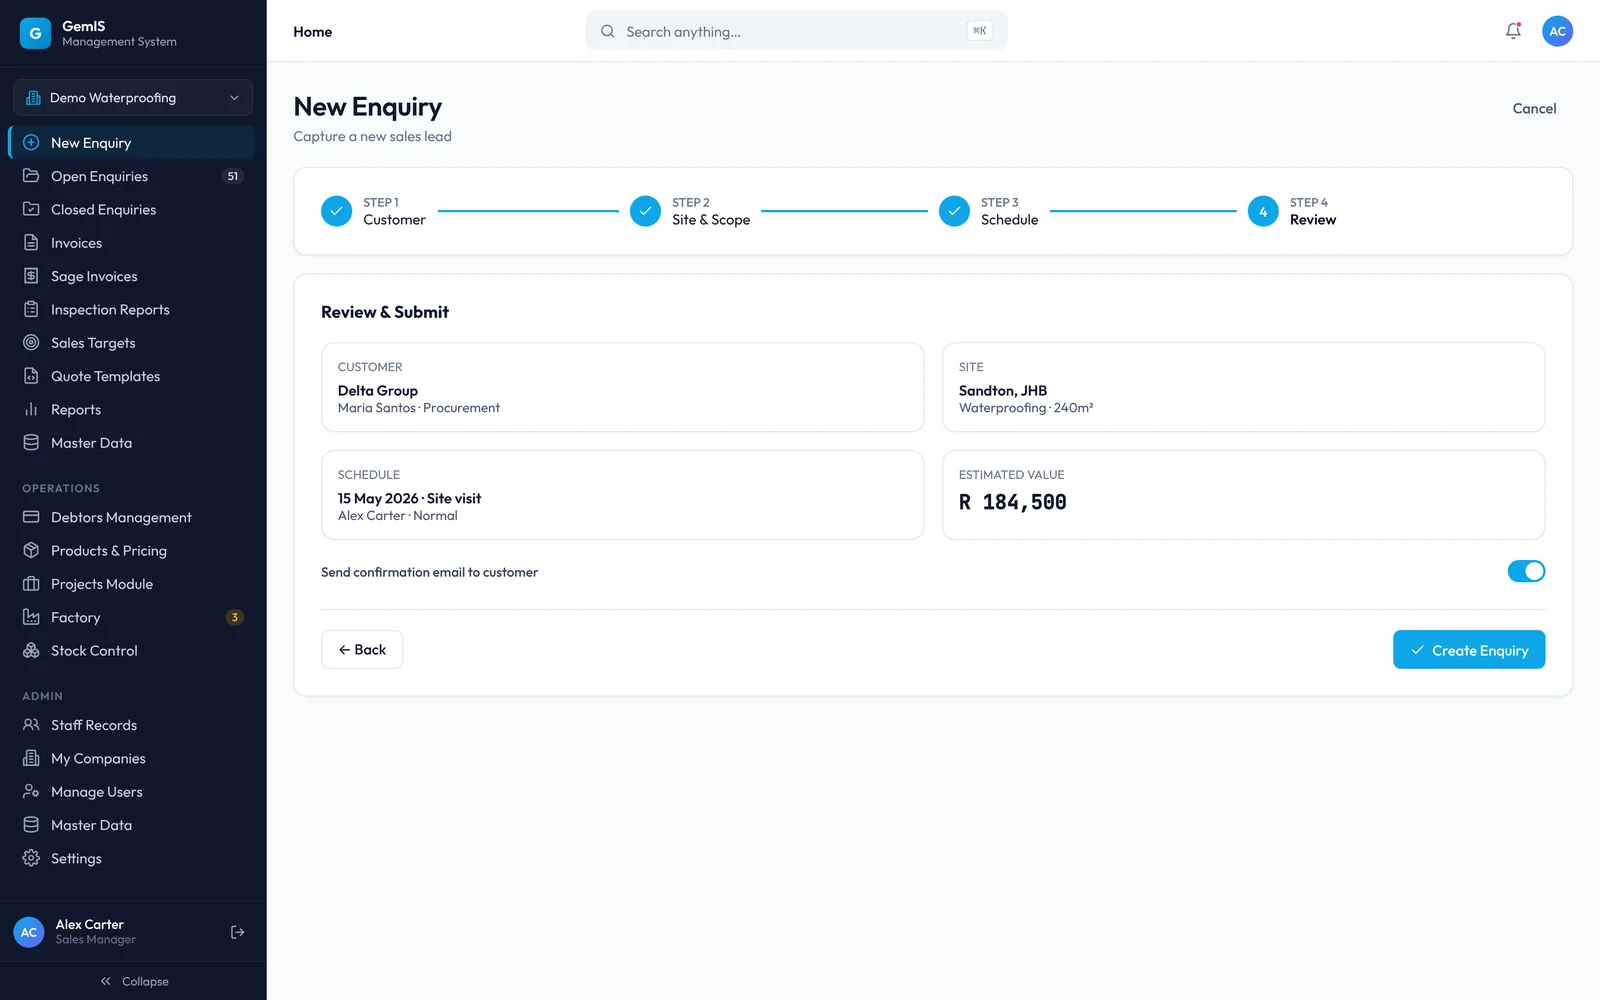 G
GemIS
Management System
Demo Waterproofing
New Enquiry
Open Enquiries 51
Closed Enquiries
Invoices
Sage Invoices
Inspection Reports
Sales Targets
Quote Templates
Reports
Master Data
OPERATIONS
Debtors Management
Products & Pricing
Projects Module
Factory 3
Stock Control
ADMIN
Staff Records
My Companies
Manage Users
Master Data
Settings
AC
Alex Carter
Sales Manager
Collapse
Home
Search anything...
⌘K
AC
New Enquiry
Capture a new sales lead
Cancel
STEP 1
Customer
STEP 2
Site & Scope
STEP 3
Schedule
4
STEP 4
Review
Review & Submit
CUSTOMER
Delta Group
Maria Santos · Procurement
SITE
Sandton, JHB
Waterproofing · 240m²
SCHEDULE
15 May 2026 · Site visit
Alex Carter · Normal
ESTIMATED VALUE
R 184,500
Send confirmation email to customer
← Back
Create Enquiry